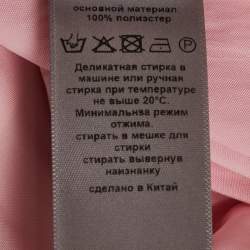 основной материал:
100% полиэстер
P
Деликатная стирка в
машине или ручная
стирка при температуре
не выше 20°С.
Минимальнва режим
отжима.
стирать в мешке для
стирки
стирать вывернув
наизнанку
сделано в Китай